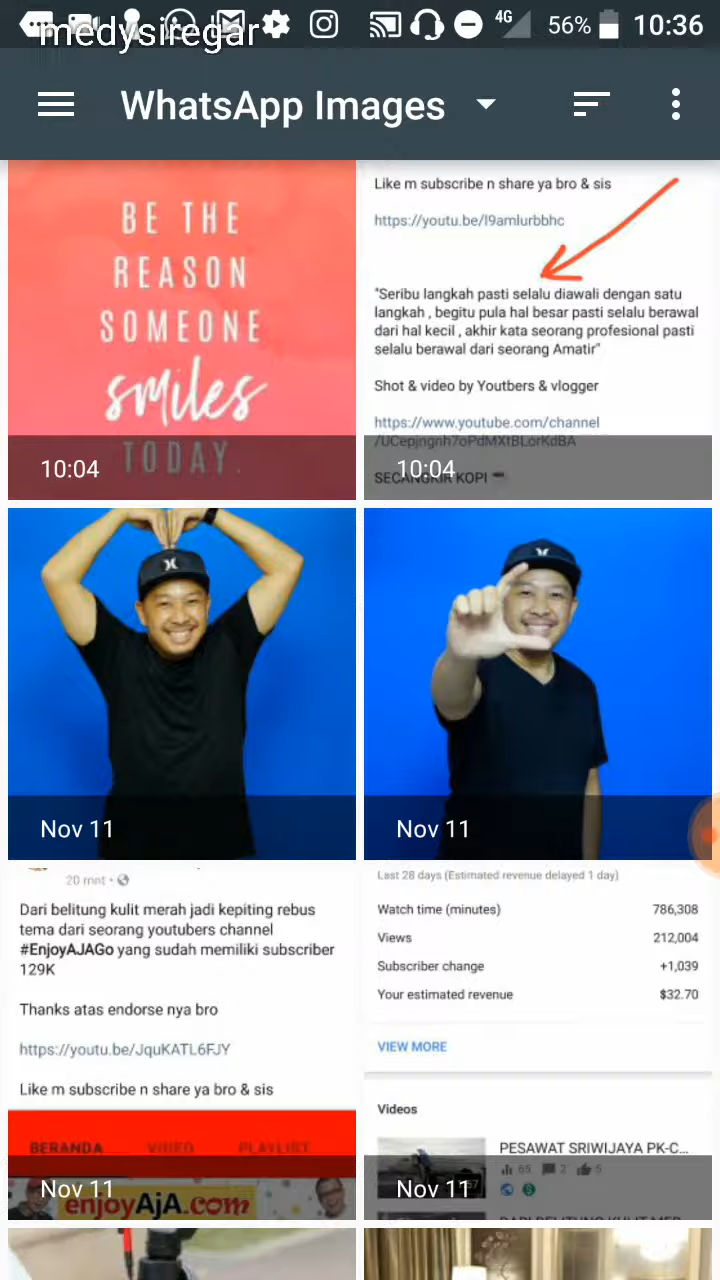 medysiregar
4G 56% 10:36
WhatsApp Images
BE THE
REASON
SOMEONE
smiles
TODAY.
10:04
Like m subscribe n share ya bro & sis
https://youtu.be/l9amlurbbhc
"Seribu langkah pasti selalu diawali dengan satu
langkah , begitu pula hal besar pasti selalu berawal
dari hal kecil , akhir kata seorang profesional pasti
selalu berawal dari seorang Amatir"
Shot & video by Youtbers & vlogger
https://www.youtube.com/channel
/UCepjngnh7oPdMXtBLorKdBA
SECANGKIR KOPI
10:04
Nov 11
Nov 11
20 mnt
Dari belitung kulit merah jadi kepiting rebus
tema dari seorang youtubers channel
#EnjoyAJAGo yang sudah memiliki subscriber
129K
Thanks atas endorse nya bro
https://youtu.be/JquKATL6FJY
Like m subscribe n share ya bro & sis
BERANDA VIDEO PLAYLIST
enjoyAjA.com
Nov 11
Last 28 days (Estimated revenue delayed 1 day)
Watch time (minutes) 786,308
Views 212,004
Subscriber change +1,039
Your estimated revenue $32.70
VIEW MORE
Videos
PESAWAT SRIWIJAYA PK-C...
65 2 5
Nov 11